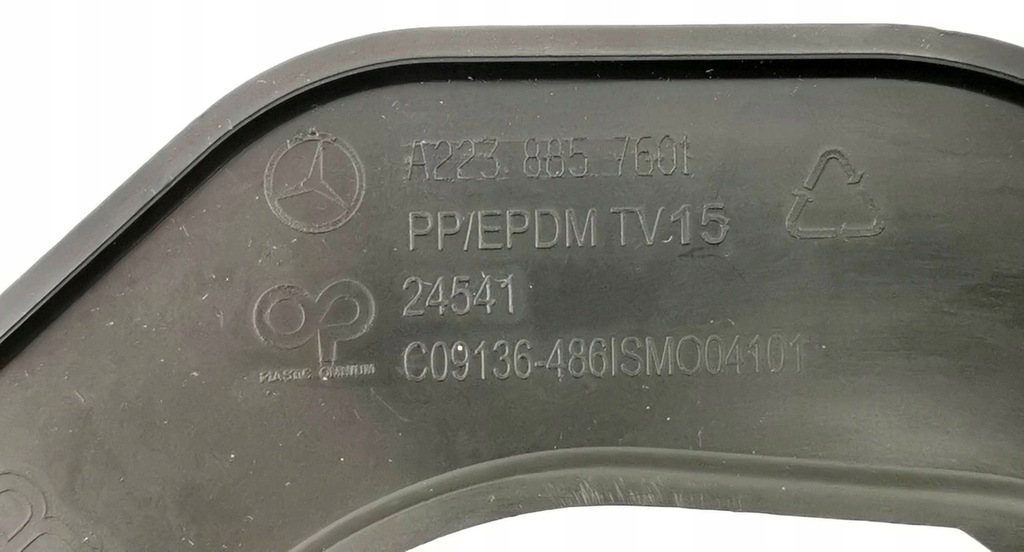 A223 885 7601
PP/EPDM TV15
24541
C09136-486ISMO04101
PLASTIC OMNIUM